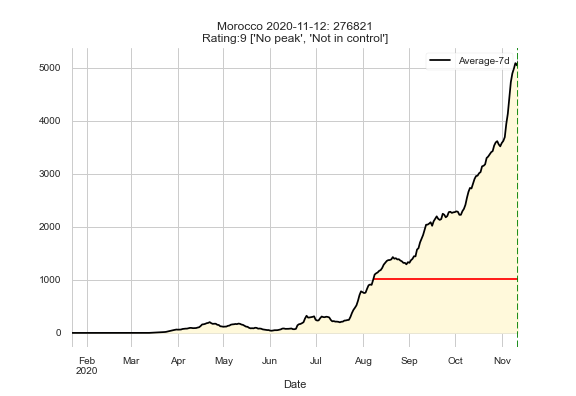 Morocco 2020-11-12: 276821
Rating:9 ['No peak', 'Not in control']
Average-7d
5000
4000
3000
2000
1000
0
Feb Mar Apr May Jun Jul Aug Sep Oct Nov
2020
Date